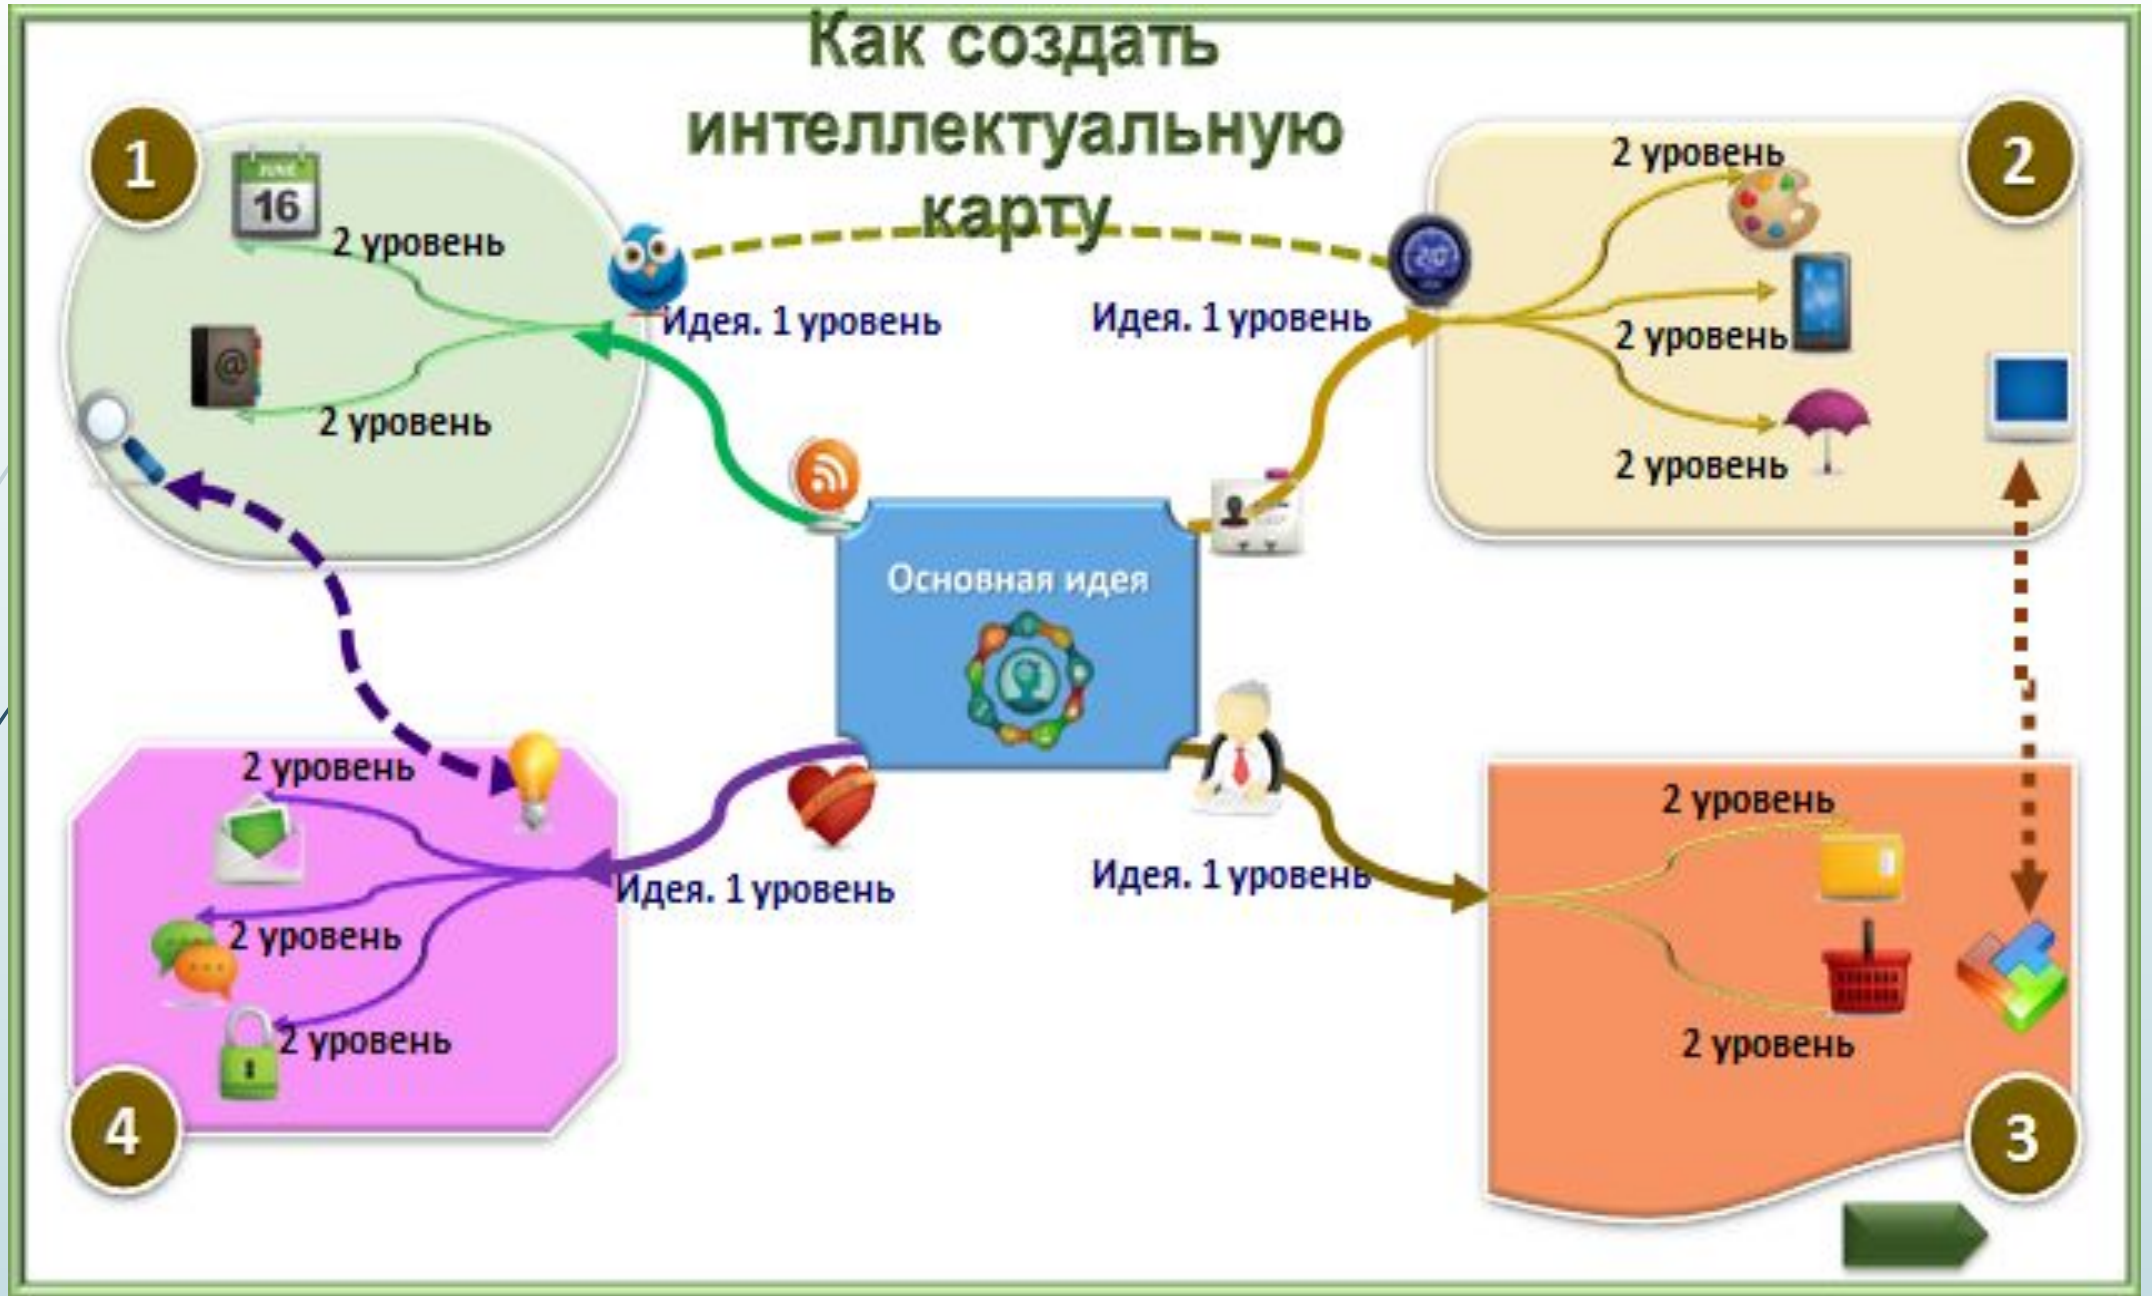 Как создать
интеллектуальную
карту
1
JUNE
16
2 уровень
@
2 уровень
Идея. 1 уровень
Идея. 1 уровень
2
2 уровень
2 уровень
2 уровень
Основная идея
2 уровень
2 уровень
2 уровень
4
Идея. 1 уровень
Идея. 1 уровень
2 уровень
2 уровень
3